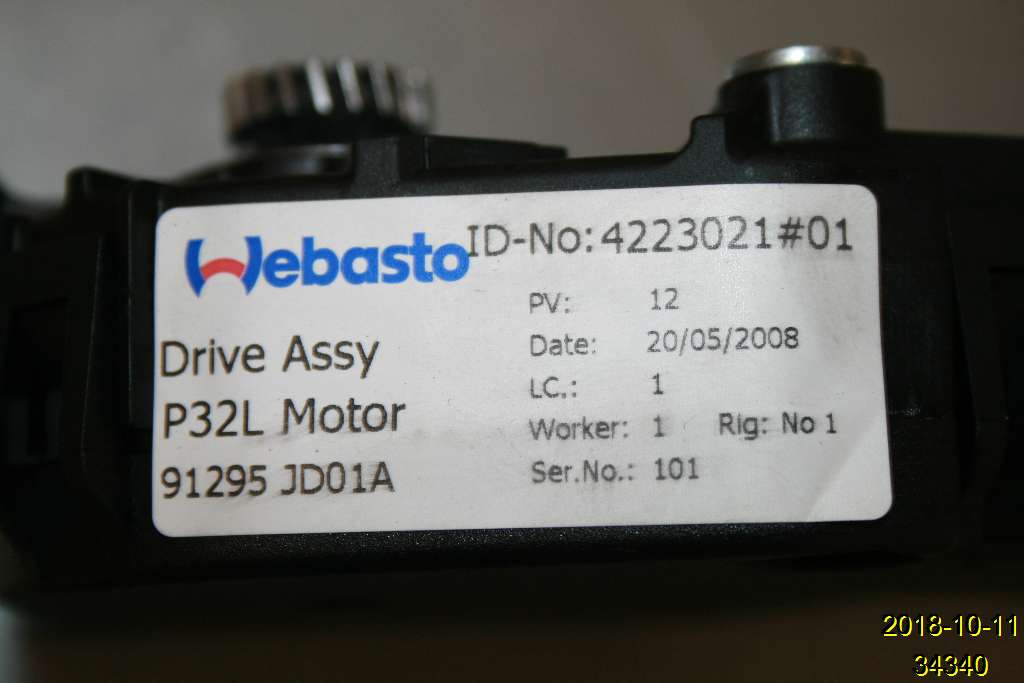 Webasto ID-No: 4223021#01
PV: 12
Date: 20/05/2008
LC.: 1
Worker: 1 Rig: No 1
Ser.No.: 101
Drive Assy
P32L Motor
91295 JD01A
2018-10-11
34340